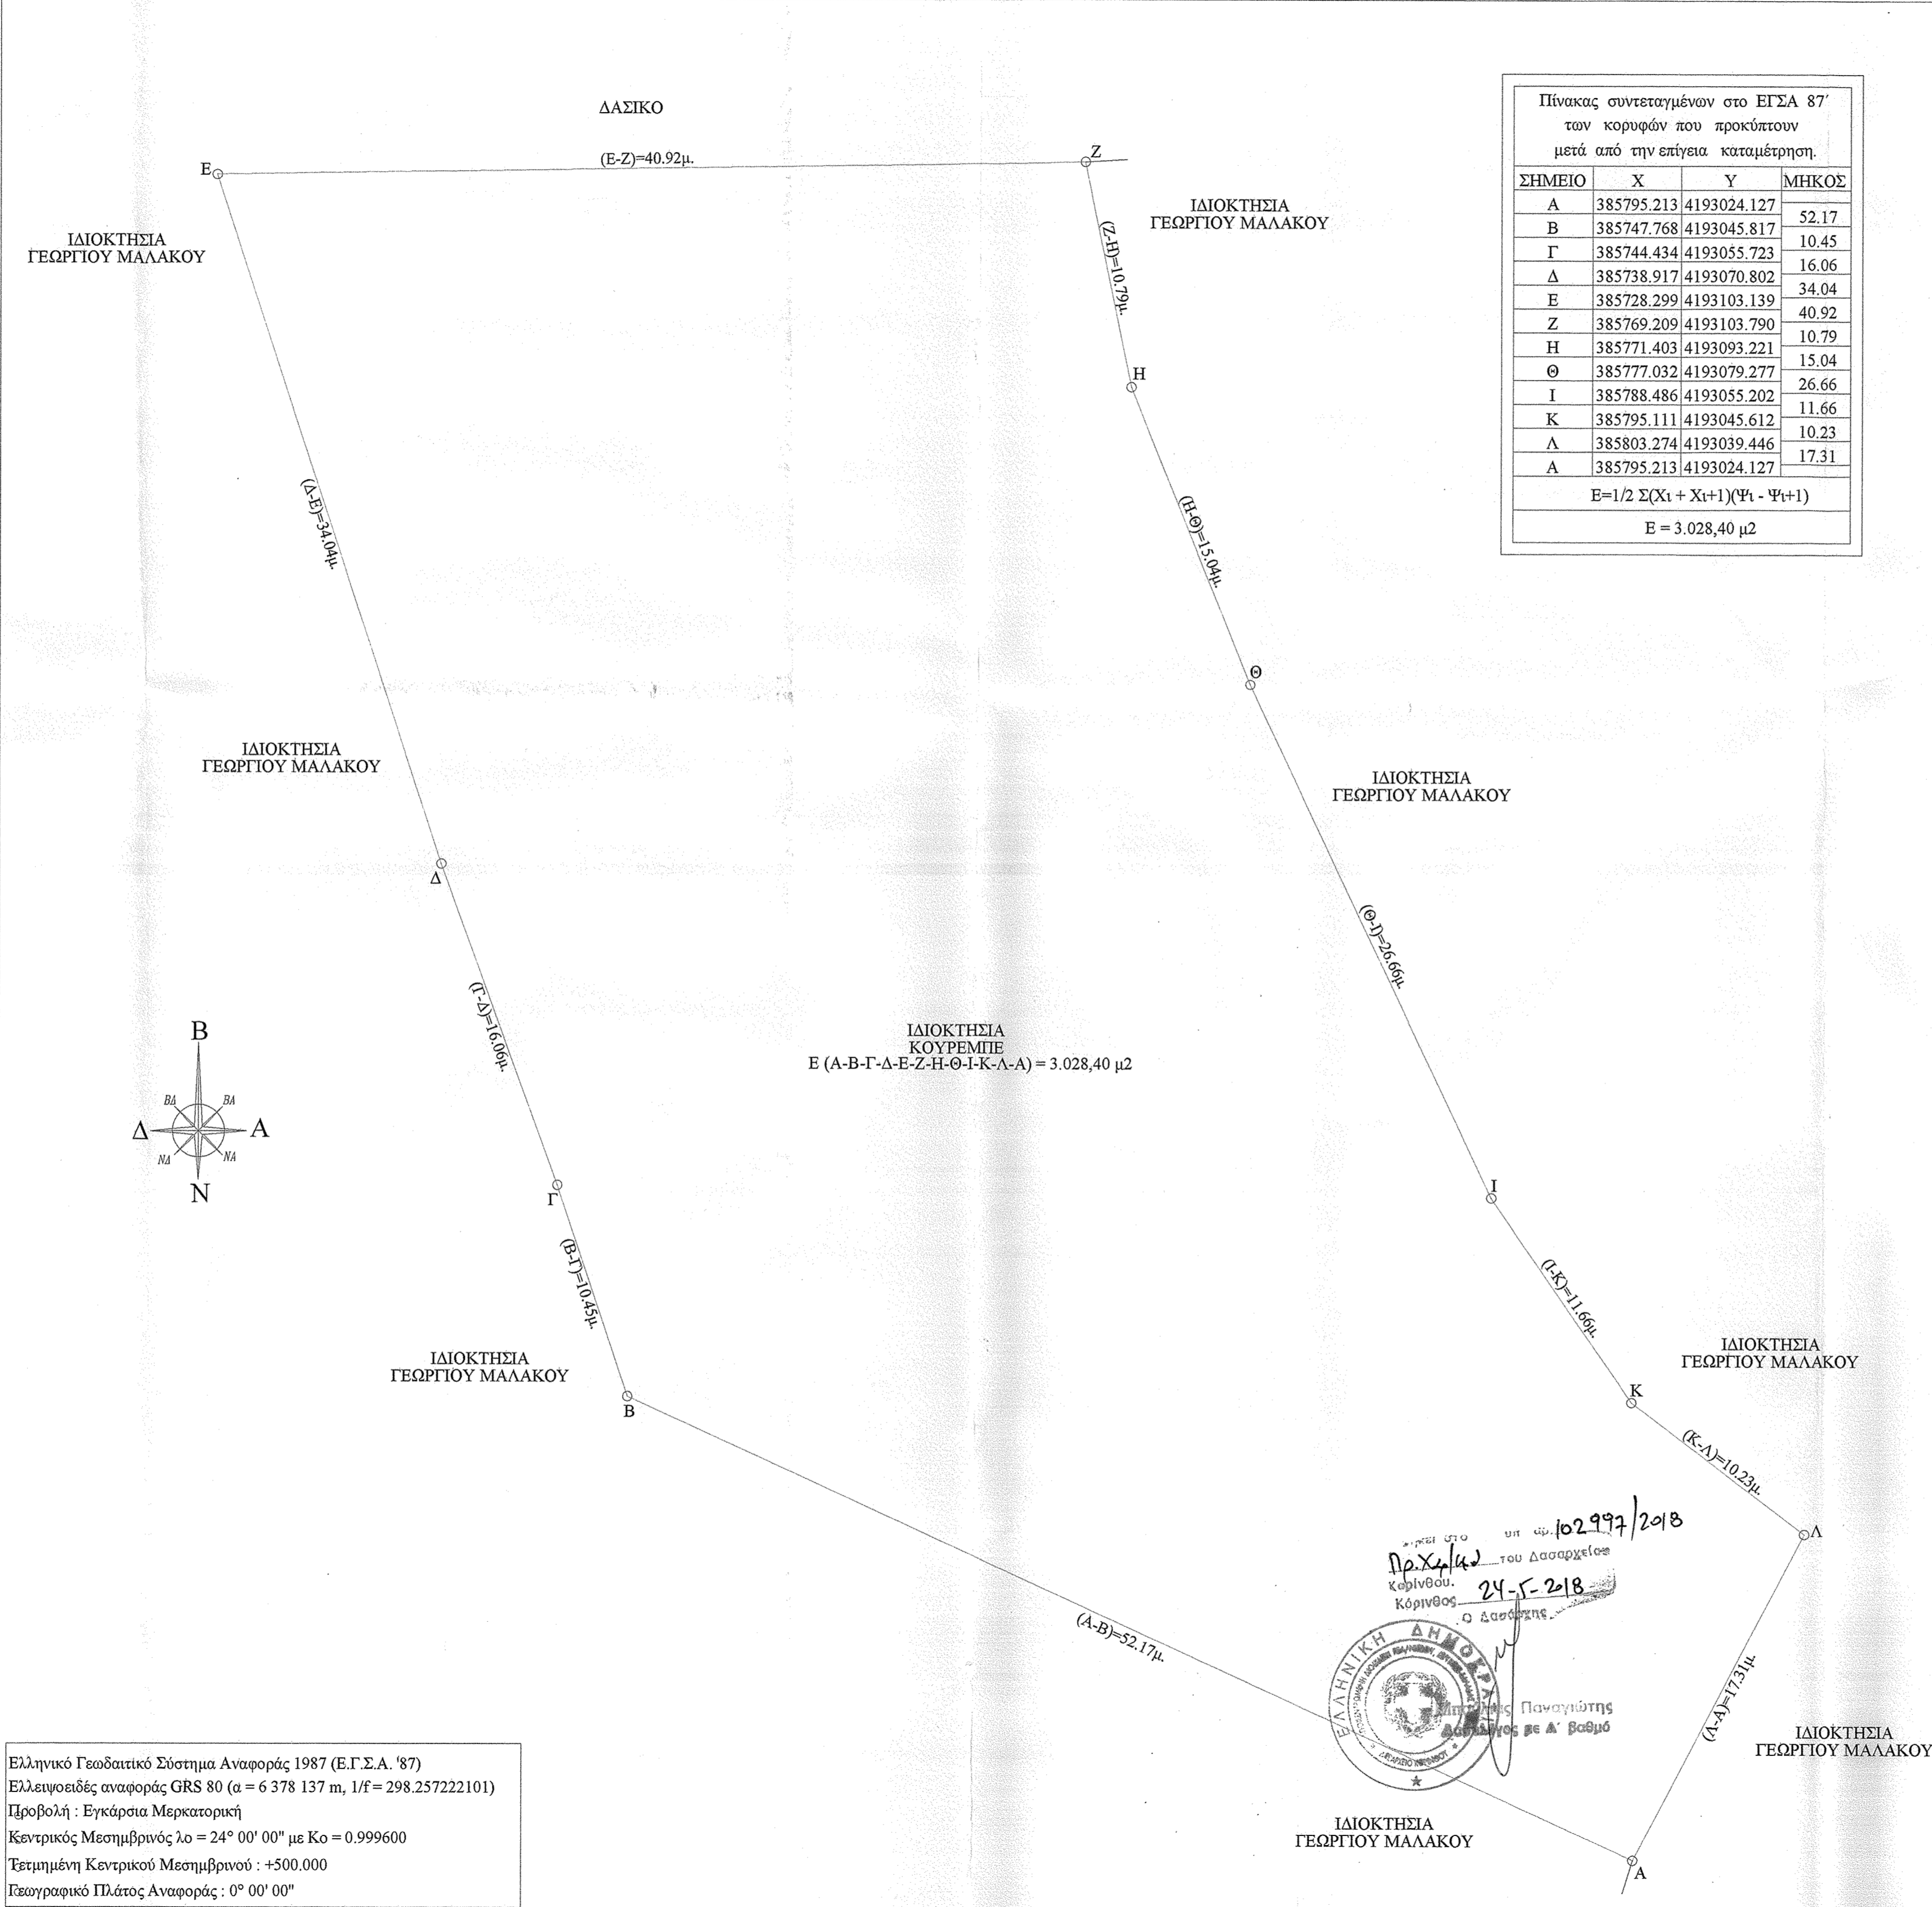 ΔΑΣΙΚΟ
(Ε-Ζ)=40.92μ.
Ε
Ζ
ΙΔΙΟΚΤΗΣΙΑ
ΓΕΩΡΓΙΟΥ ΜΑΛΑΚΟΥ
ΙΔΙΟΚΤΗΣΙΑ
ΓΕΩΡΓΙΟΥ ΜΑΛΑΚΟΥ
(Ζ-Η)=10.79μ.
Η
Πίνακας συντεταγμένων στο ΕΓΣΑ 87΄
των κορυφών που προκύπτουν
μετά από την επίγεια καταμέτρηση.
ΣΗΜΕΙΟ Χ Υ ΜΗΚΟΣ
Α 385795.213 4193024.127
52.17
Β 385747.768 4193045.817
10.45
Γ 385744.434 4193055.723
16.06
Δ 385738.917 4193070.802
34.04
Ε 385728.299 4193103.139
40.92
Ζ 385769.209 4193103.790
10.79
Η 385771.403 4193093.221
15.04
Θ 385777.032 4193079.277
26.66
Ι 385788.486 4193055.202
11.66
Κ 385795.111 4193045.612
10.23
Λ 385803.274 4193039.446
17.31
Α 385795.213 4193024.127
Ε=1/2 Σ(Χι + Χι+1)(Ψι - Ψι+1)
Ε = 3.028,40 μ2
(Δ-Ε)=34.04μ.
(Η-Θ)=15.04μ.
Θ
ΙΔΙΟΚΤΗΣΙΑ
ΓΕΩΡΓΙΟΥ ΜΑΛΑΚΟΥ
ΙΔΙΟΚΤΗΣΙΑ
ΓΕΩΡΓΙΟΥ ΜΑΛΑΚΟΥ
Δ
(Θ-Ι)=26.66μ.
(Γ-Δ)=16.06μ.
ΙΔΙΟΚΤΗΣΙΑ
ΚΟΥΡΕΜΠΕ
Ε (Α-Β-Γ-Δ-Ε-Ζ-Η-Θ-Ι-Κ-Λ-Α) = 3.028,40 μ2
Β
ΒΔ ΒΑ
Δ Α
ΝΔ ΝΑ
Ν
Γ
Ι
(Β-Γ)=10.45μ.
(Ι-Κ)=11.66μ.
ΙΔΙΟΚΤΗΣΙΑ
ΓΕΩΡΓΙΟΥ ΜΑΛΑΚΟΥ
ΙΔΙΟΚΤΗΣΙΑ
ΓΕΩΡΓΙΟΥ ΜΑΛΑΚΟΥ
Β
Κ
(Κ-Λ)=10.23μ.
Λ
στο υπ αρ. 102997/2018
του Δασαρχείου
Κορίνθου.
Κόρινθος 24-5-2018
Ο Δασάρχης
ΕΛΛΗΝΙΚΗ ΔΗΜΟΚΡΑ
Παναγιώτης
με Δ΄ βαθμό
(Α-Β)=52.17μ.
(Λ-Α)=17.31μ.
ΙΔΙΟΚΤΗΣΙΑ
ΓΕΩΡΓΙΟΥ ΜΑΛΑΚΟΥ
ΙΔΙΟΚΤΗΣΙΑ
ΓΕΩΡΓΙΟΥ ΜΑΛΑΚΟΥ
Α
Ελληνικό Γεωδαιτικό Σύστημα Αναφοράς 1987 (Ε.Γ.Σ.Α. '87)
Ελλειψοειδές αναφοράς GRS 80 (α = 6 378 137 m, 1/f = 298.257222101)
Προβολή : Εγκάρσια Μερκατορική
Κεντρικός Μεσημβρινός λο = 24° 00' 00" με Κο = 0.999600
Τετμημένη Κεντρικού Μεσημβρινού : +500.000
Γεωγραφικό Πλάτος Αναφοράς : 0° 00' 00"